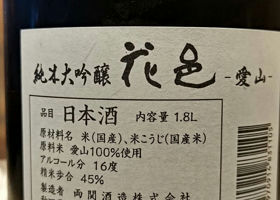 純米大吟醸 花邑 -愛山-
品目 日本酒 内容量 1.8L
原材料名 米(国産)、米こうじ(国産米)
原料米 愛山100%使用
アルコール分 16度
精米歩合 45%
製造者 両関酒造株式会社